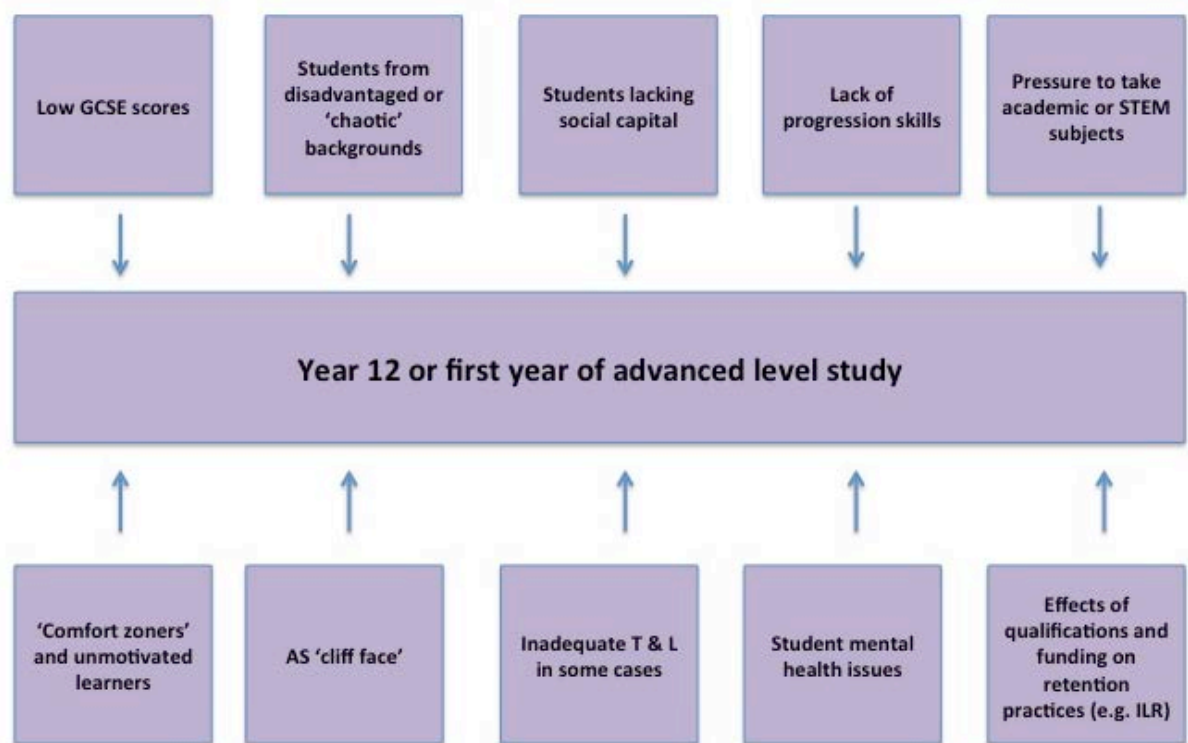 Low GCSE scores
Students from
disadvantaged or
‘chaotic’
backgrounds
Students lacking
social capital
Lack of
progression skills
Pressure to take
academic or STEM
subjects
Year 12 or first year of advanced level study
‘Comfort zoners’
and unmotivated
learners
AS ‘cliff face’
Inadequate T & L
in some cases
Student mental
health issues
Effects of
qualifications and
funding on
retention
practices (e.g. ILR)